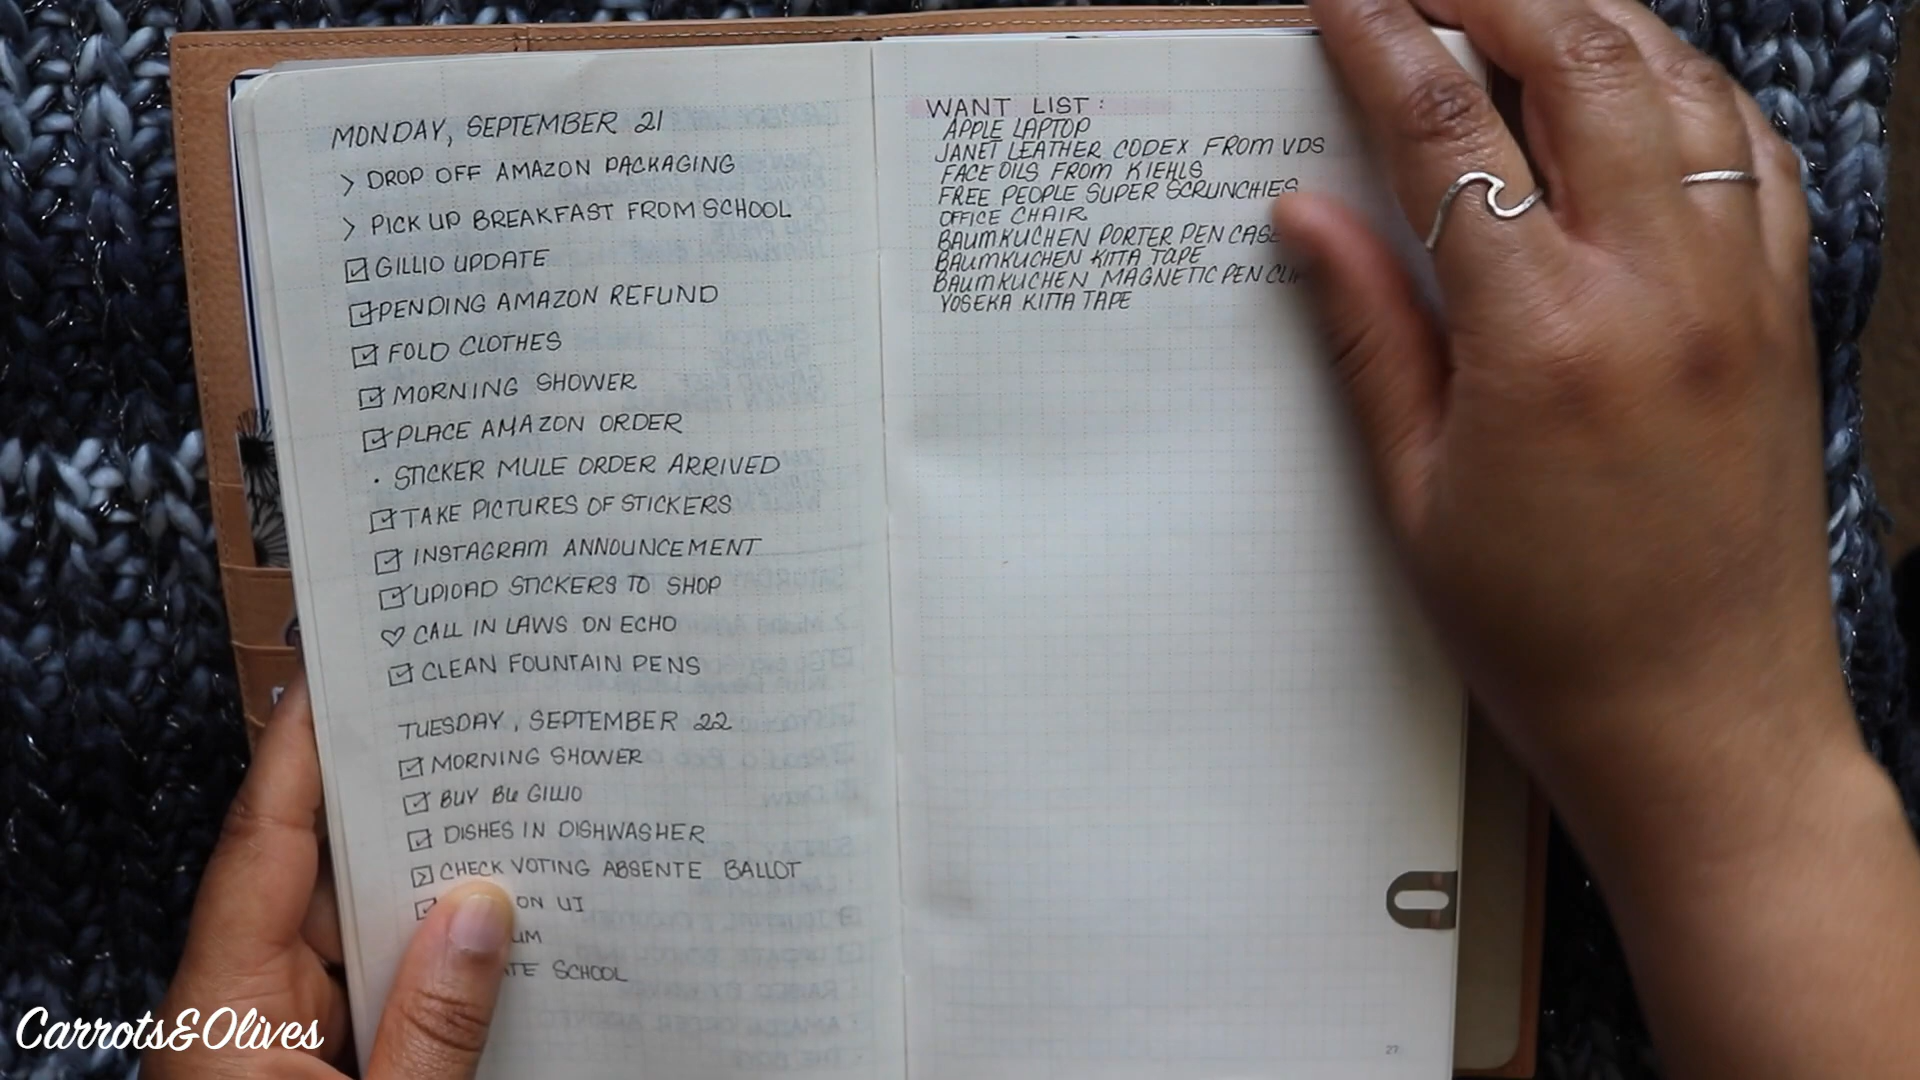 MONDAY, SEPTEMBER 21
> DROP OFF AMAZON PACKAGING
> PICK UP BREAKFAST FROM SCHOOL
GILLIO UPDATE
PENDING AMAZON REFUND
FOLD CLOTHES
MORNING SHOWER
PLACE AMAZON ORDER
· STICKER MULE ORDER ARRIVED
TAKE PICTURES OF STICKERS
INSTAGRAM ANNOUNCEMENT
UPLOAD STICKERS TO SHOP
♡ CALL IN LAWS ON ECHO
CLEAN FOUNTAIN PENS
TUESDAY, SEPTEMBER 22
MORNING SHOWER
BUY GILLIO
DISHES IN DISHWASHER
CHECK VOTING ABSENTE BALLOT
ON UI
SCHOOL
WANT LIST:
APPLE LAPTOP
JANET LEATHER CODEX FROM VDS
FACE OILS FROM KIEHLS
FREE PEOPLE SUPER SCRUNCHIES
OFFICE CHAIR
BAUMKUCHEN PORTER PEN CASE
BAUMKUCHEN KITTA TAPE
BAUMKUCHEN MAGNETIC PEN CLIP
YOSEKA KITTA TAPE
27
Carrots&Olives